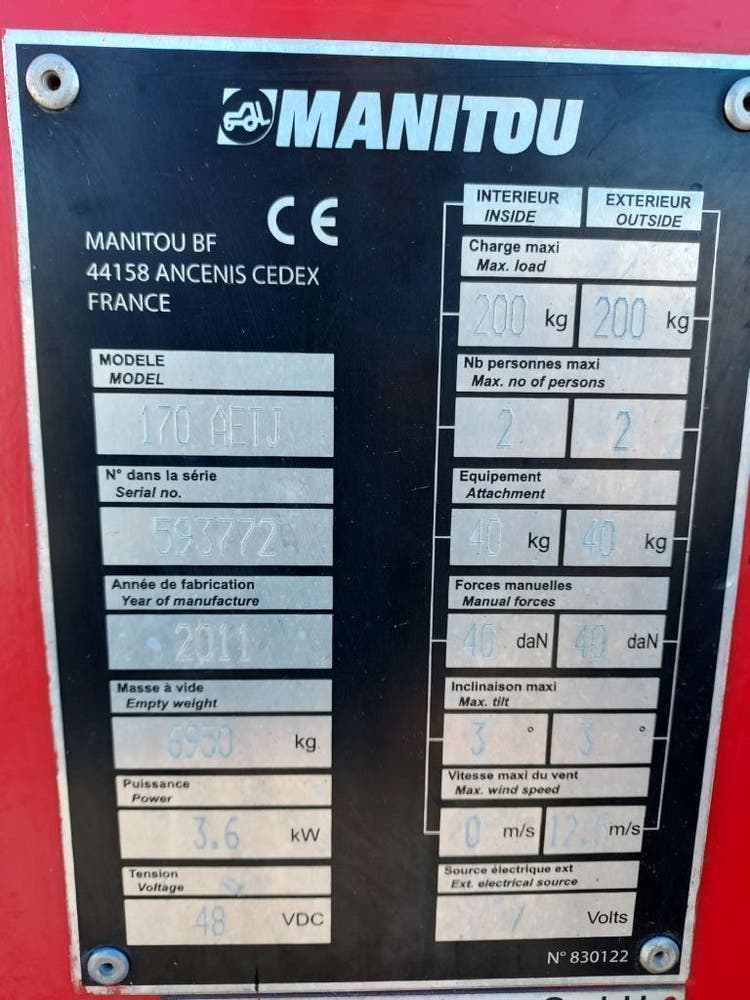 MANITOU
CE
MANITOU BF
44158 ANCENIS CEDEX
FRANCE
MODELE
MODEL
170 AETJ
N° dans la série
Serial no.
593772
Année de fabrication
Year of manufacture
2011
Masse à vide
Empty weight
6950 kg
Puissance
Power
3.6 kW
Tension
Voltage
48 VDC
INTERIEUR EXTERIEUR
INSIDE OUTSIDE
Charge maxi
Max. load
200 kg 200 kg
Nb personnes maxi
Max. no of persons
2 2
Equipement
Attachment
40 kg 40 kg
Forces manuelles
Manual forces
40 daN 40 daN
Inclinaison maxi
Max. tilt
3 ° 3 °
Vitesse maxi du vent
Max. wind speed
0 m/s 12.5 m/s
Source électrique ext
Ext. electrical source
/ Volts
N° 830122